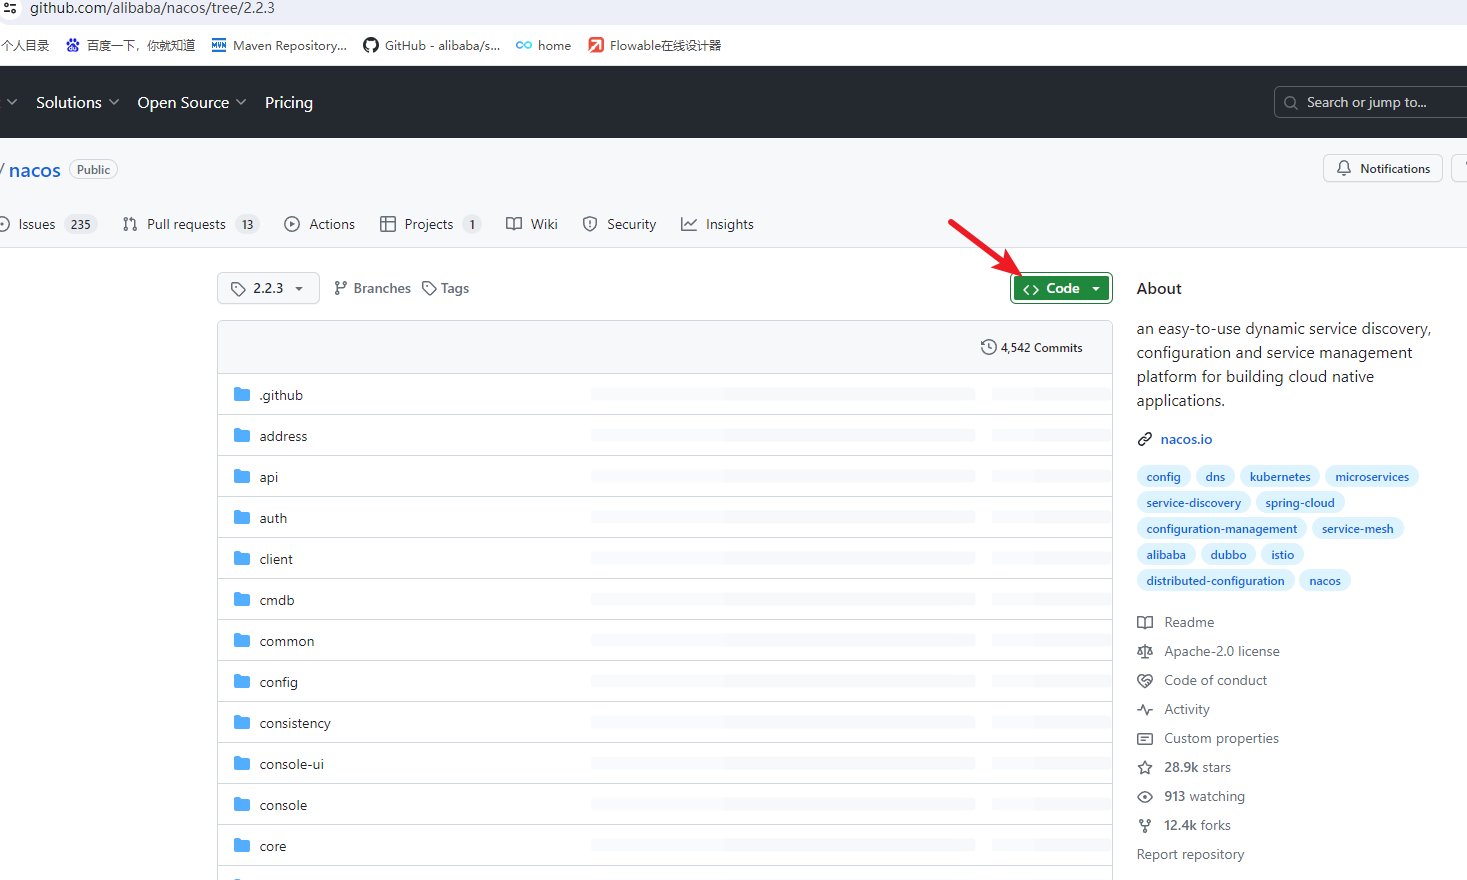 github.com/alibaba/nacos/tree/2.2.3
个人目录 百度一下，你就知道 Maven Repository... GitHub - alibaba/s... home Flowable在线设计器
Solutions Open Source Pricing Search or jump to...
/ nacos Public Notifications
Issues 235 Pull requests 13 Actions Projects 1 Wiki Security Insights
2.2.3 Branches Tags <> Code
4,542 Commits
.github
address
api
auth
client
cmdb
common
config
consistency
console-ui
console
core
About
an easy-to-use dynamic service discovery,
configuration and service management
platform for building cloud native
applications.
nacos.io
config dns kubernetes microservices
service-discovery spring-cloud
configuration-management service-mesh
alibaba dubbo istio
distributed-configuration nacos
Readme
Apache-2.0 license
Code of conduct
Activity
Custom properties
28.9k stars
913 watching
12.4k forks
Report repository